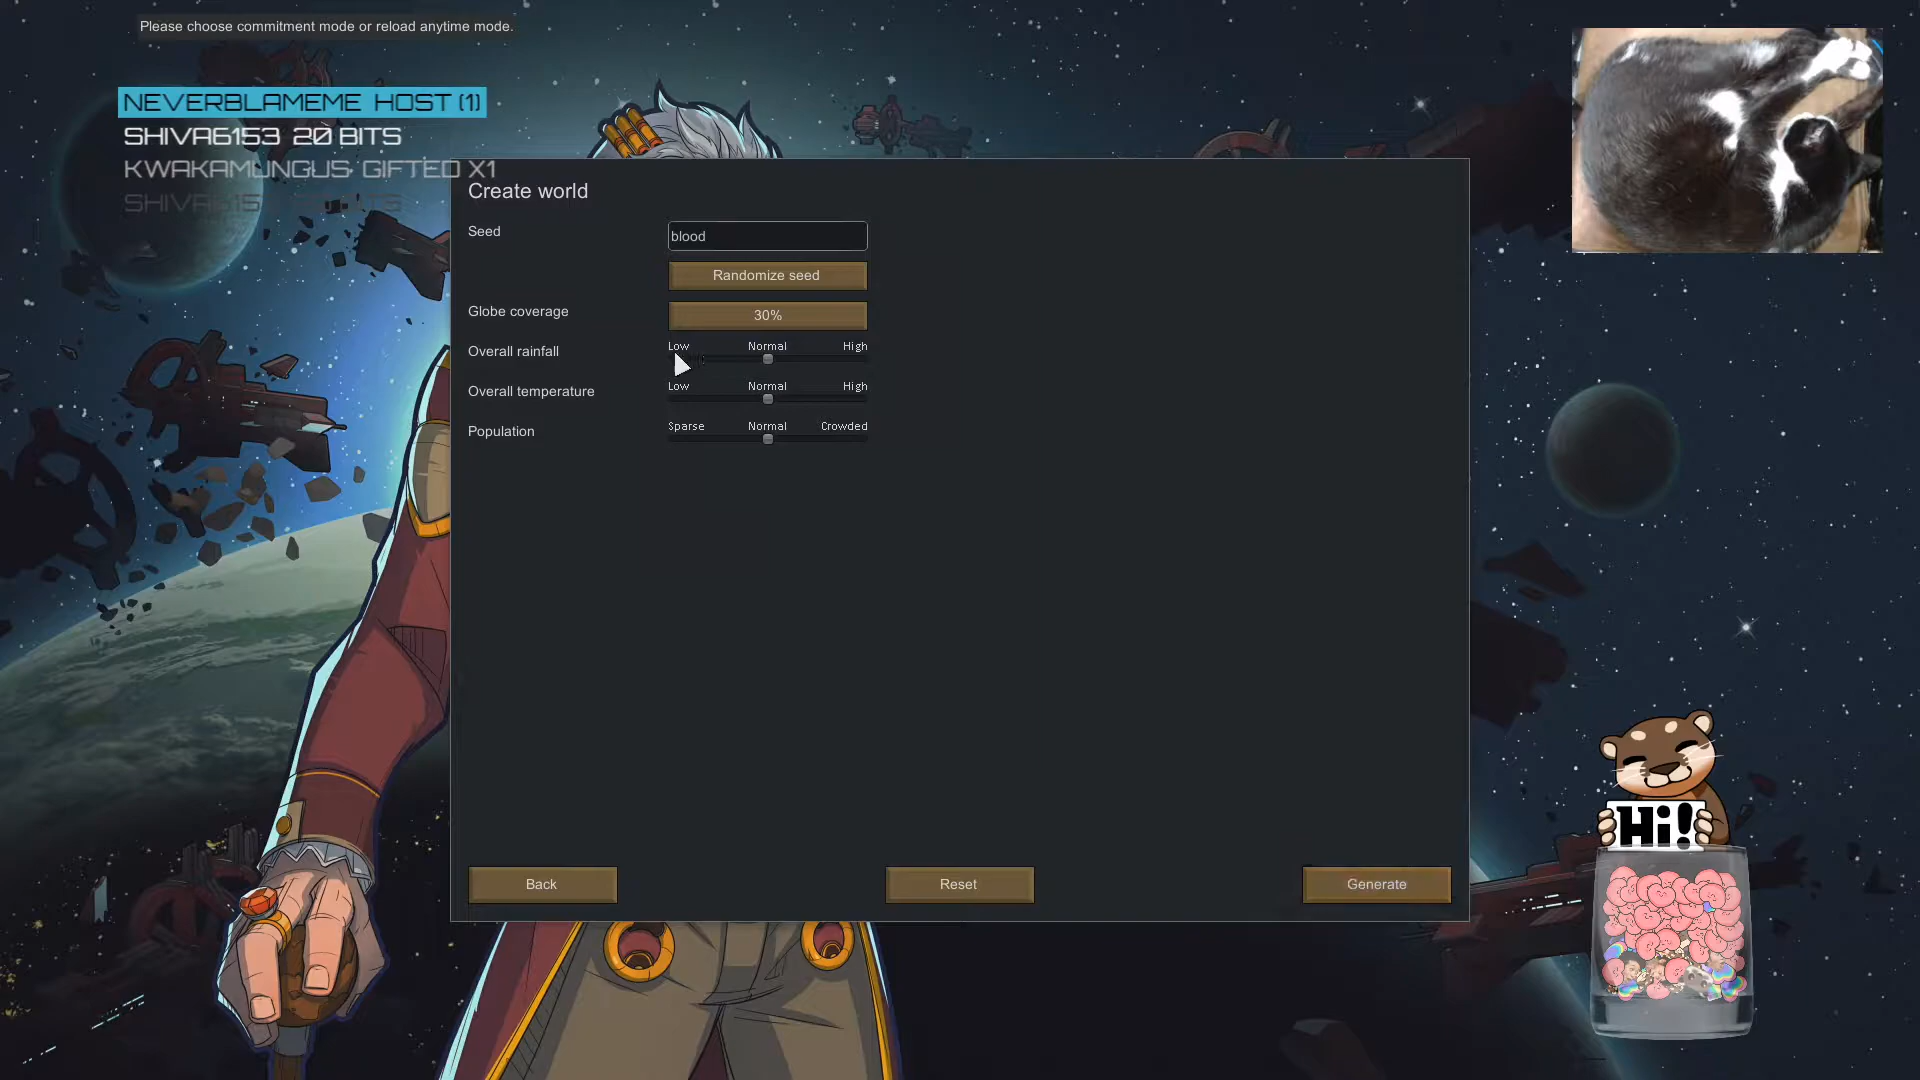 Please choose commitment mode or reload anytime mode.
NEVERBLAMEME HOST (1)
SHIVA6153 20 BITS
KWAKAMUNGUS GIFTED X1
Create world
Seed
blood
Randomize seed
Globe coverage
30%
Overall rainfall
Low Normal High
Overall temperature
Low Normal High
Population
Sparse Normal Crowded
Back
Reset
Generate
Hi!